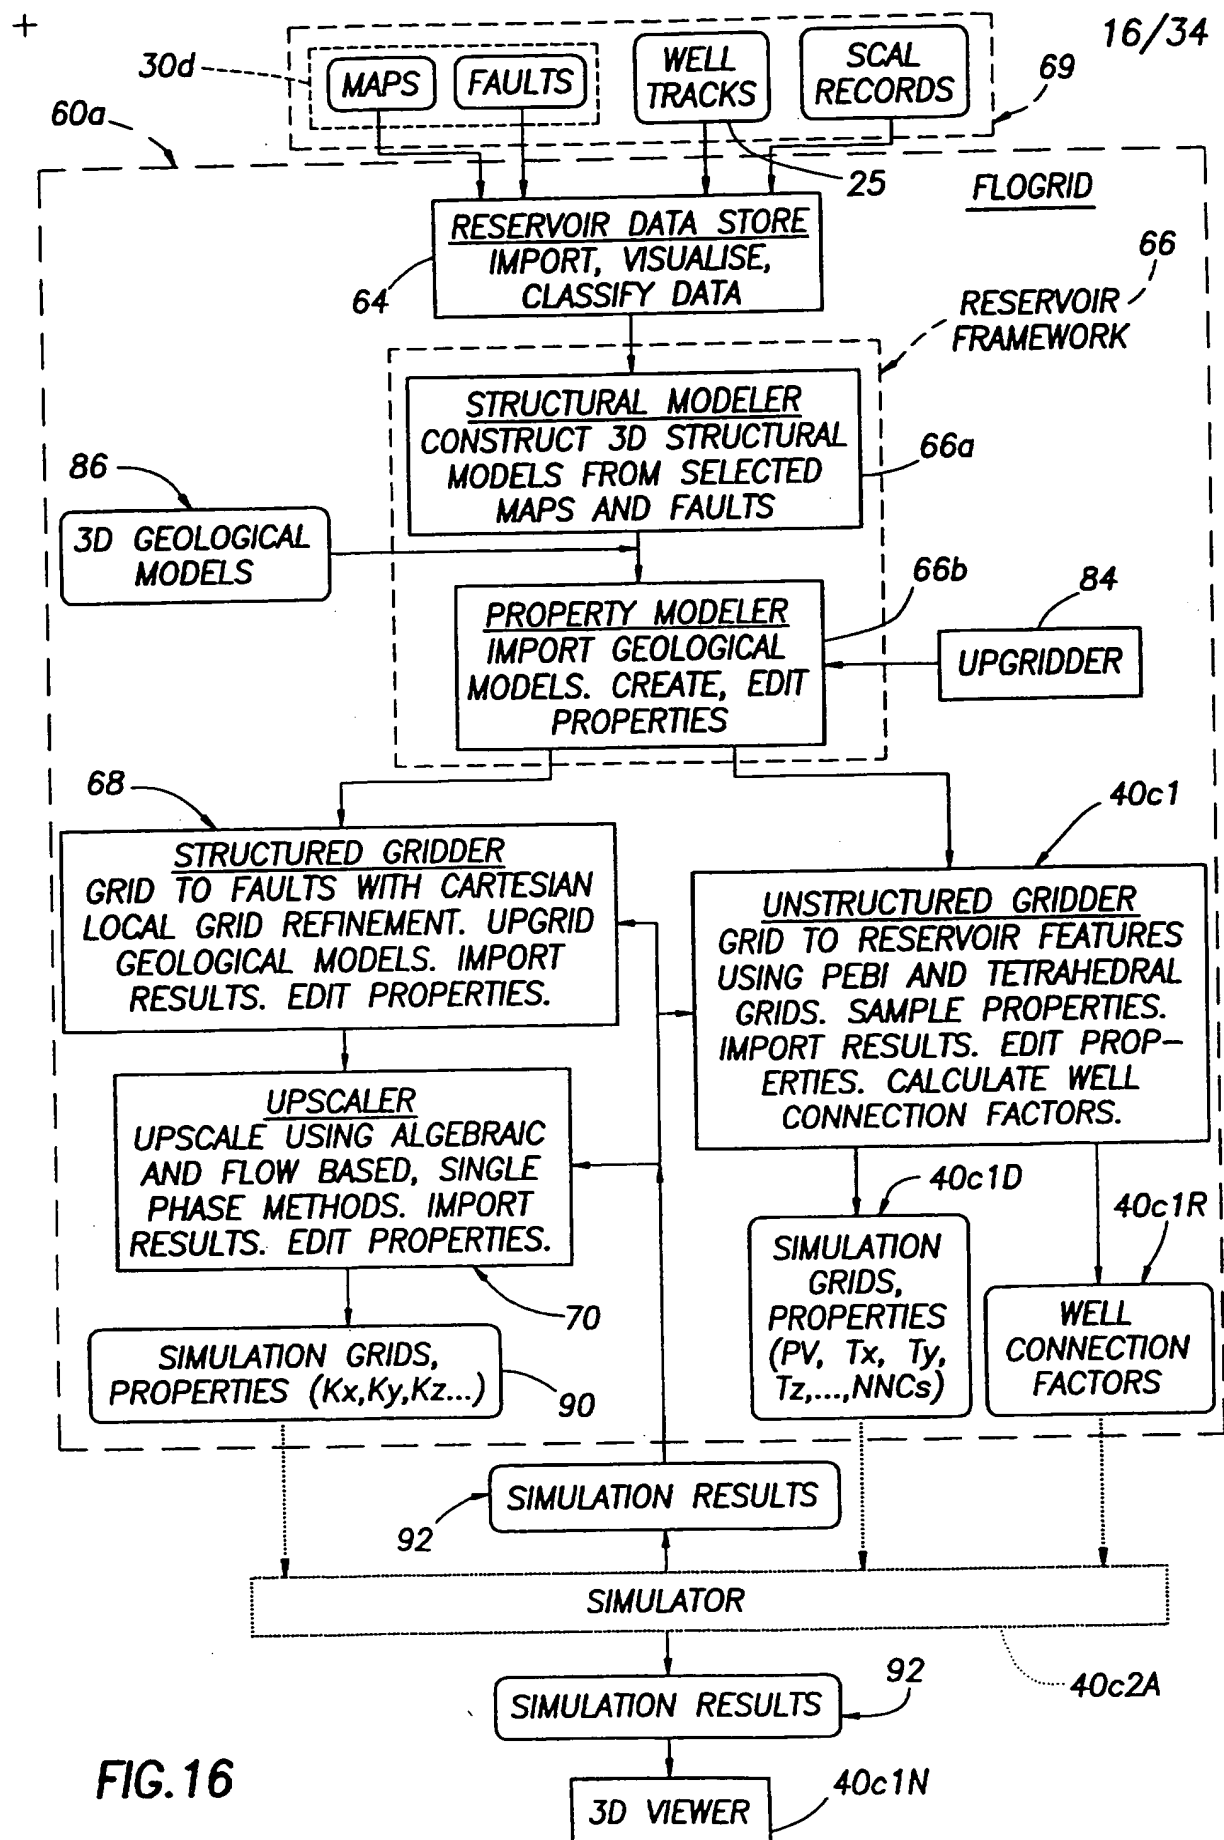 +
16/34
30d
MAPS
FAULTS
WELL
TRACKS
SCAL
RECORDS
69
60a
25
FLOGRID
RESERVOIR DATA STORE
IMPORT, VISUALISE,
CLASSIFY DATA
64
66
RESERVOIR
FRAMEWORK
STRUCTURAL MODELER
CONSTRUCT 3D STRUCTURAL
MODELS FROM SELECTED
MAPS AND FAULTS
66a
86
3D GEOLOGICAL
MODELS
66b
PROPERTY MODELER
IMPORT GEOLOGICAL
MODELS. CREATE, EDIT
PROPERTIES
84
UPGRIDDER
68
40c1
STRUCTURED GRIDDER
GRID TO FAULTS WITH CARTESIAN
LOCAL GRID REFINEMENT. UPGRID
GEOLOGICAL MODELS. IMPORT
RESULTS. EDIT PROPERTIES.
UNSTRUCTURED GRIDDER
GRID TO RESERVOIR FEATURES
USING PEBI AND TETRAHEDRAL
GRIDS. SAMPLE PROPERTIES.
IMPORT RESULTS. EDIT PROP-
ERTIES. CALCULATE WELL
CONNECTION FACTORS.
UPSCALER
UPSCALE USING ALGEBRAIC
AND FLOW BASED, SINGLE
PHASE METHODS. IMPORT
RESULTS. EDIT PROPERTIES.
70
40c1D
40c1R
SIMULATION
GRIDS,
PROPERTIES
(PV, Tx, Ty,
Tz,...,NNCs)
WELL
CONNECTION
FACTORS
SIMULATION GRIDS,
PROPERTIES (Kx,Ky,Kz...)
90
SIMULATION RESULTS
92
SIMULATOR
40c2A
SIMULATION RESULTS
92
3D VIEWER
40c1N
FIG.16